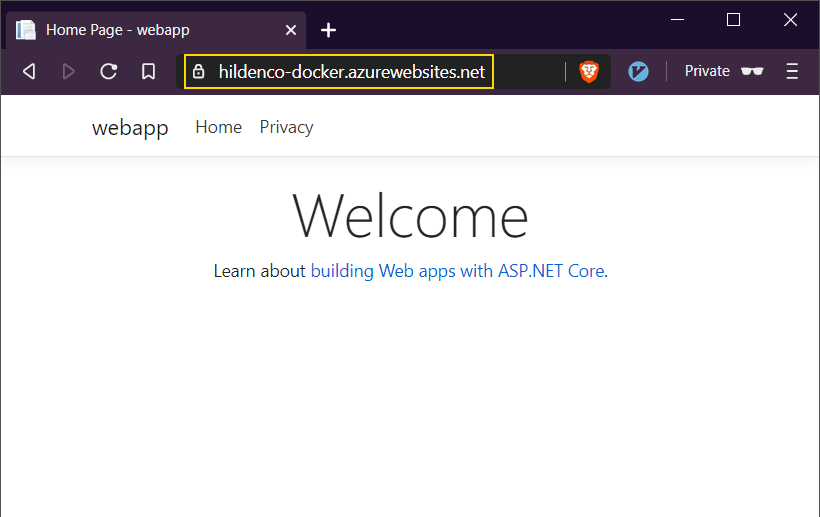 Home Page - webapp
hildenco-docker.azurewebsites.net
Private
webapp Home Privacy
Welcome
Learn about building Web apps with ASP.NET Core.